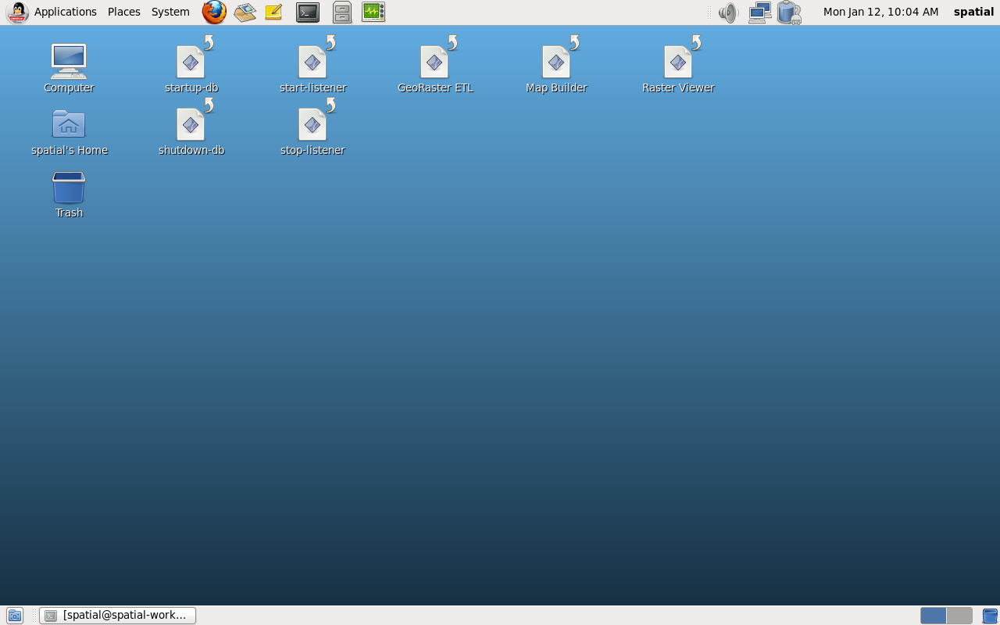 Applications Places System Mon Jan 12, 10:04 AM spatial
Computer startup-db start-listener GeoRaster ETL Map Builder Raster Viewer
spatial's Home shutdown-db stop-listener
Trash
[spatial@spatial-work...